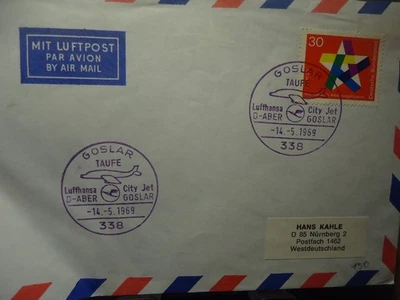 MIT LUFTPOST
PAR AVION
BY AIR MAIL
30
GOSLAR
TAUFE
Lufthansa City Jet
D-ABER GOSLAR
-14.-5.1969
338
GOSLAR
TAUFE
Lufthansa City Jet
D-ABER GOSLAR
-14.-5.1969
338
HANS KAHLE
D 85 Nürnberg 2
Postfach 1462
Westdeutschland